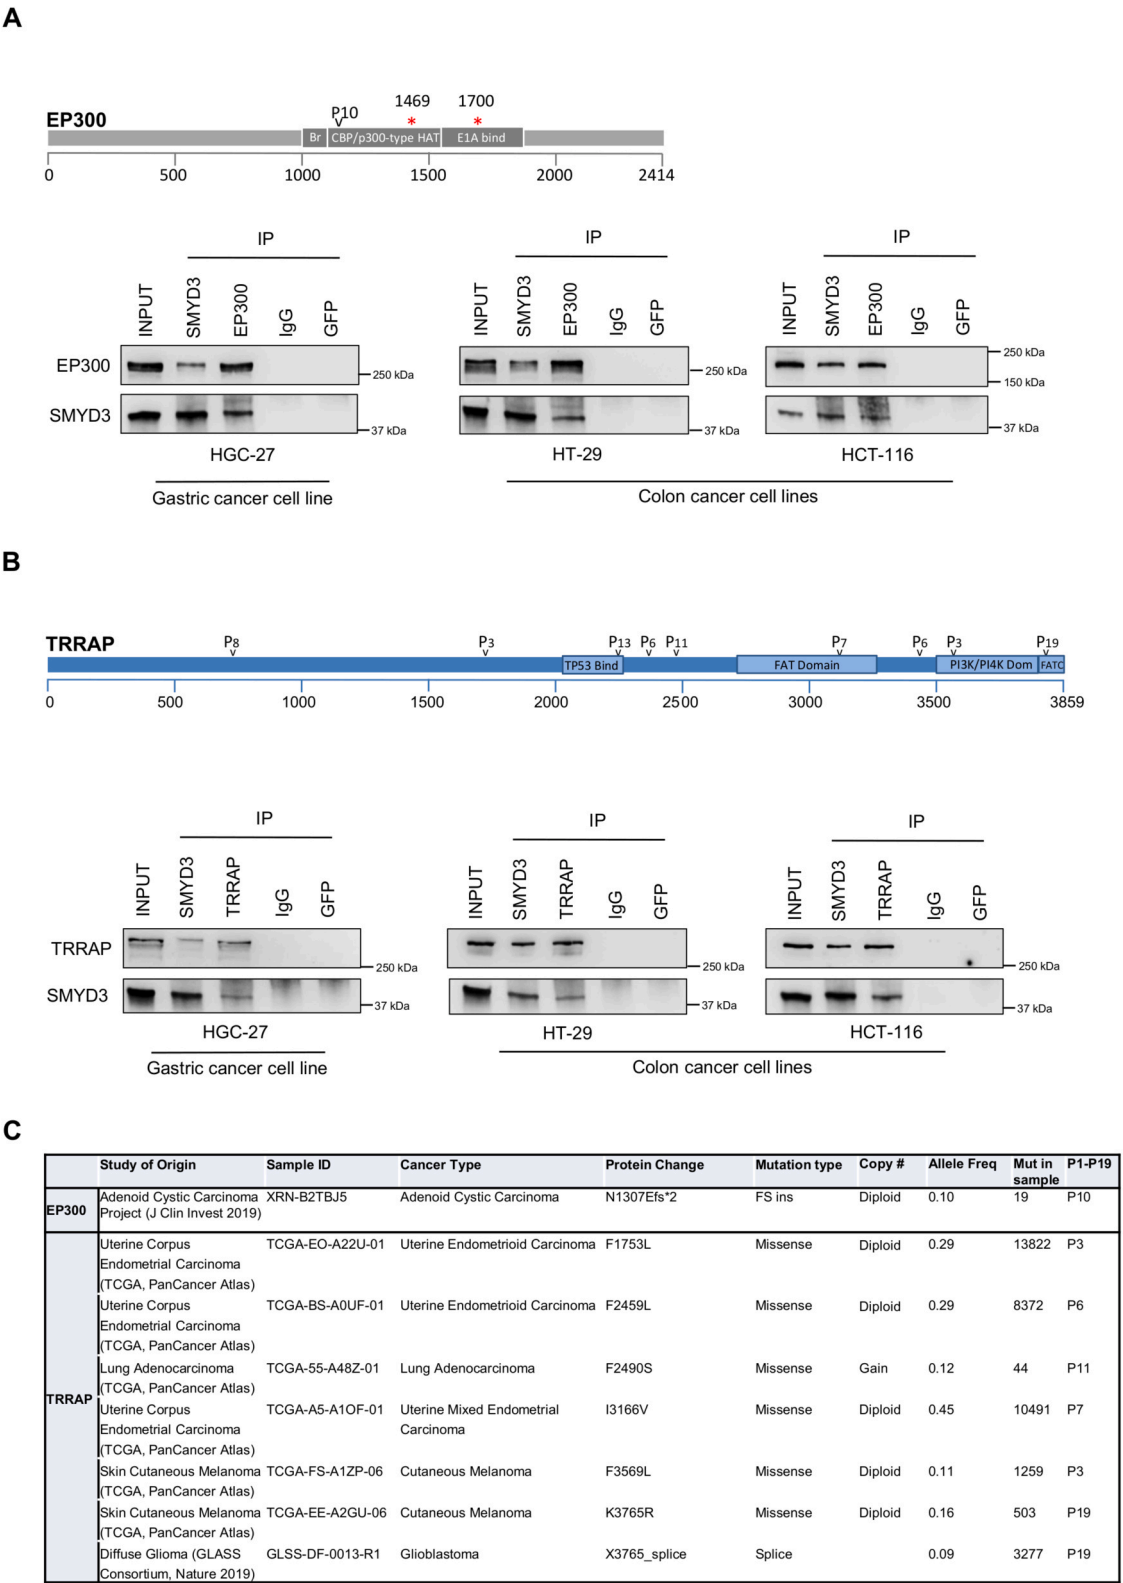 A
EP300
P10
1469
1700
*
*
Br
CBP/p300-type HAT
E1A bind
0
500
1000
1500
2000
2414
IP
IP
IP
INPUT
SMYD3
EP300
IgG
GFP
INPUT
SMYD3
EP300
IgG
GFP
INPUT
SMYD3
EP300
IgG
GFP
EP300
250 kDa
250 kDa
250 kDa
150 kDa
SMYD3
37 kDa
37 kDa
37 kDa
HGC-27
HT-29
HCT-116
Gastric cancer cell line
Colon cancer cell lines
B
TRRAP
P8
P3
P13
P6
P11
P7
P6
P3
P19
TP53 Bind
FAT Domain
PI3K/PI4K Dom
FATC
0
500
1000
1500
2000
2500
3000
3500
3859
IP
IP
IP
INPUT
SMYD3
TRRAP
IgG
GFP
INPUT
SMYD3
TRRAP
IgG
GFP
INPUT
SMYD3
TRRAP
IgG
GFP
TRRAP
250 kDa
250 kDa
250 kDa
SMYD3
37 kDa
37 kDa
37 kDa
HGC-27
HT-29
HCT-116
Gastric cancer cell line
Colon cancer cell lines
C
Study of Origin Sample ID Cancer Type Protein Change Mutation type Copy # Allele Freq Mut in P1-P19
sample
EP300
Adenoid Cystic Carcinoma XRN-B2TBJ5 Adenoid Cystic Carcinoma N1307Efs*2 FS ins Diploid 0.10 19 P10
Project (J Clin Invest 2019)
TRRAP
Uterine Corpus TCGA-EO-A22U-01 Uterine Endometrioid Carcinoma F1753L Missense Diploid 0.29 13822 P3
Endometrial Carcinoma
(TCGA, PanCancer Atlas)
Uterine Corpus TCGA-BS-A0UF-01 Uterine Endometrioid Carcinoma F2459L Missense Diploid 0.29 8372 P6
Endometrial Carcinoma
(TCGA, PanCancer Atlas)
Lung Adenocarcinoma TCGA-55-A48Z-01 Lung Adenocarcinoma F2490S Missense Gain 0.12 44 P11
(TCGA, PanCancer Atlas)
Uterine Corpus TCGA-A5-A1OF-01 Uterine Mixed Endometrial I3166V Missense Diploid 0.45 10491 P7
Endometrial Carcinoma Carcinoma
(TCGA, PanCancer Atlas)
Skin Cutaneous Melanoma TCGA-FS-A1ZP-06 Cutaneous Melanoma F3569L Missense Diploid 0.11 1259 P3
(TCGA, PanCancer Atlas)
Skin Cutaneous Melanoma TCGA-EE-A2GU-06 Cutaneous Melanoma K3765R Missense Diploid 0.16 503 P19
(TCGA, PanCancer Atlas)
Diffuse Glioma (GLASS GLSS-DF-0013-R1 Glioblastoma X3765_splice Splice 0.09 3277 P19
Consortium, Nature 2019)